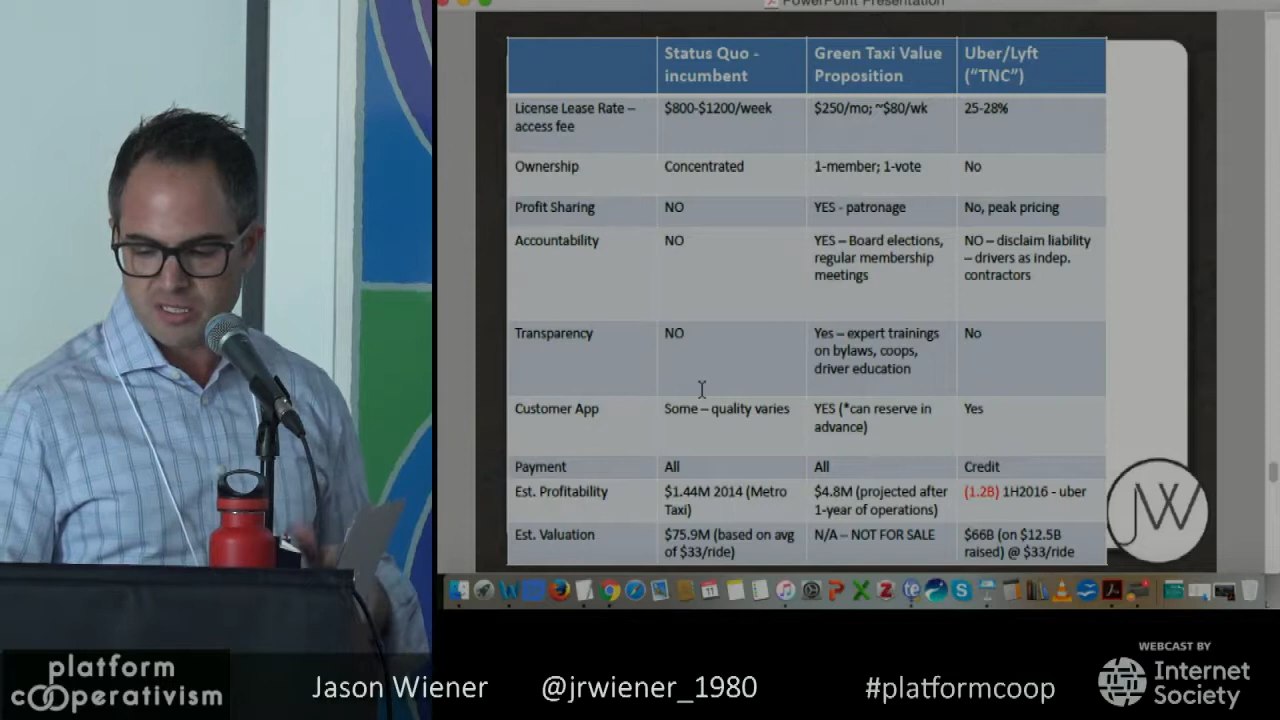 PowerPoint Presentation
Status Quo -
incumbent
Green Taxi Value
Proposition
Uber/Lyft
("TNC")
License Lease Rate –
access fee
$800-$1200/week
$250/mo; ~$80/wk
25-28%
Ownership
Concentrated
1-member; 1-vote
No
Profit Sharing
NO
YES - patronage
No, peak pricing
Accountability
NO
YES – Board elections,
regular membership
meetings
NO – disclaim liability
– drivers as indep.
contractors
Transparency
NO
Yes – expert trainings
on bylaws, coops,
driver education
No
Customer App
Some – quality varies
YES (*can reserve in
advance)
Yes
Payment
All
All
Credit
Est. Profitability
$1.44M 2014 (Metro
Taxi)
$4.8M (projected after
1-year of operations)
(1.2B) 1H2016 - uber
Est. Valuation
$75.9M (based on avg
of $33/ride)
N/A – NOT FOR SALE
$66B (on $12.5B
raised) @ $33/ride
JW
platform
cooperativism
Jason Wiener
@jrwiener_1980
#platformcoop
WEBCAST BY
Internet
Society